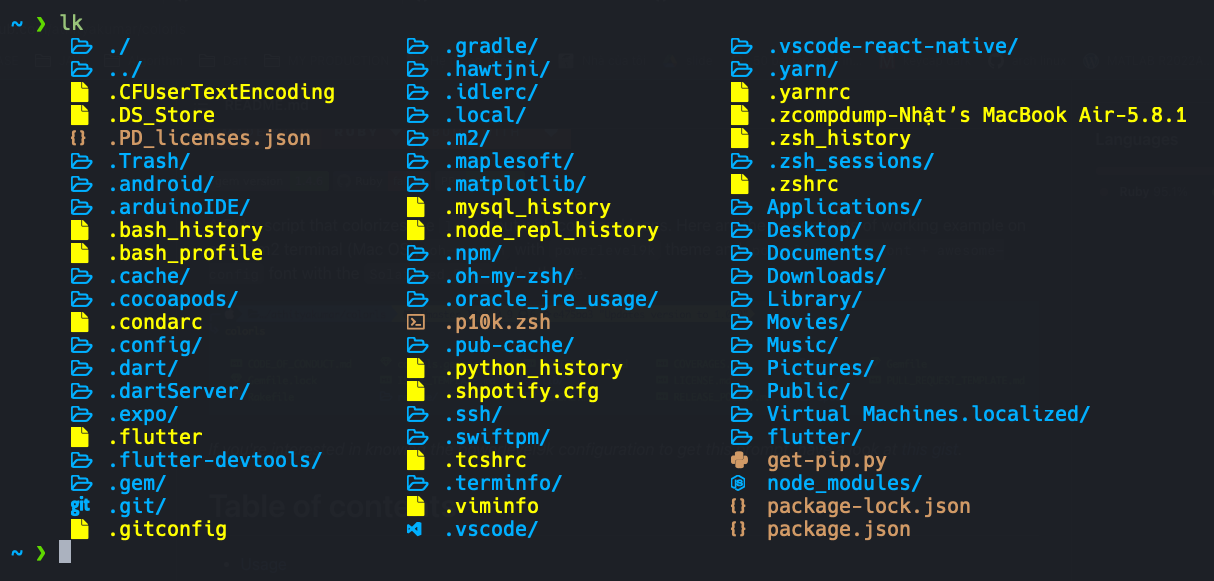 ~ ❯ lk
./ .gradle/ .vscode-react-native/
../ .hawtjni/ .yarn/
.CFUserTextEncoding .idlerc/ .yarnrc
.DS_Store .local/ .zcompdump-Nhật’s MacBook Air-5.8.1
{} .PD_licenses.json .m2/ .zsh_history
.Trash/ .maplesoft/ .zsh_sessions/
.android/ .matplotlib/ .zshrc
.arduinoIDE/ .mysql_history Applications/
.bash_history .node_repl_history Desktop/
.bash_profile .npm/ Documents/
.cache/ .oh-my-zsh/ Downloads/
.cocoapods/ .oracle_jre_usage/ Library/
.condarc .p10k.zsh Movies/
.config/ .pub-cache/ Music/
.dart/ .python_history Pictures/
.dartServer/ .shpotify.cfg Public/
.expo/ .ssh/ Virtual Machines.localized/
.flutter .swiftpm/ flutter/
.flutter-devtools/ .tcshrc get-pip.py
.gem/ .terminfo/ node_modules/
git .git/ .viminfo {} package-lock.json
.gitconfig .vscode/ {} package.json
~ ❯